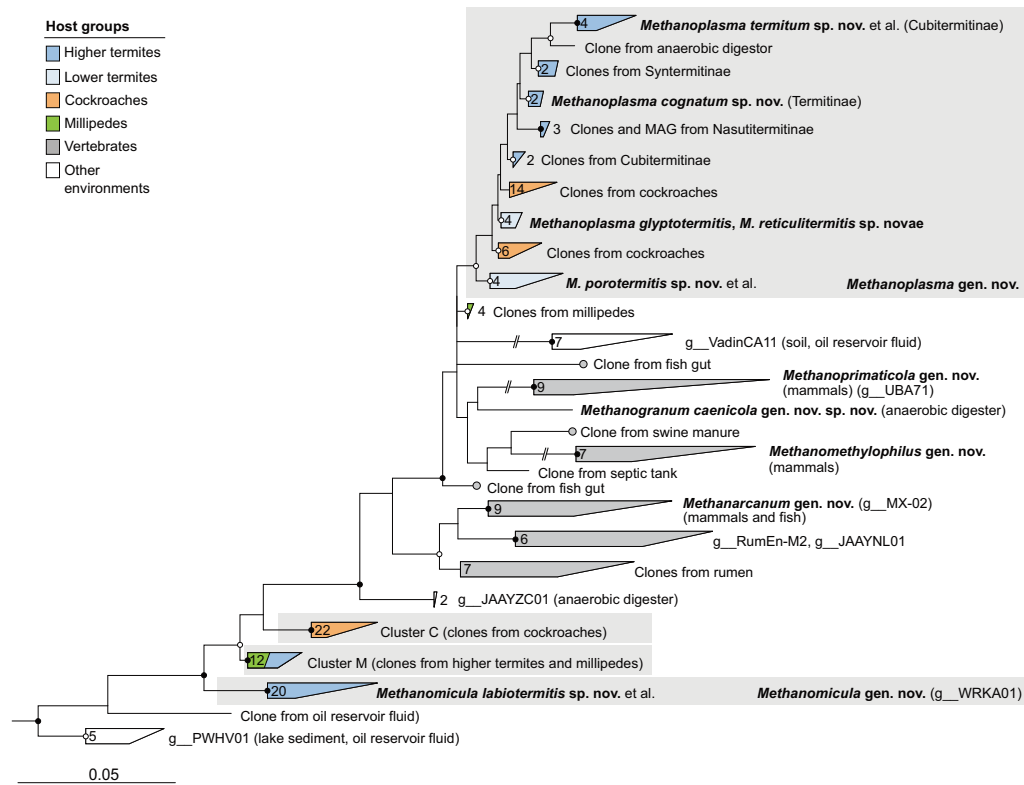 Host groups
Higher termites
Lower termites
Cockroaches
Millipedes
Vertebrates
Other
environments
4 Methanoplasma termitum sp. nov. et al. (Cubitermitinae)
Clone from anaerobic digestor
2 Clones from Syntermitinae
2 Methanoplasma cognatum sp. nov. (Termitinae)
3 Clones and MAG from Nasutitermitinae
2 Clones from Cubitermitinae
14 Clones from cockroaches
4 Methanoplasma glyptotermitis, M. reticulitermitis sp. novae
6 Clones from cockroaches
4 M. porotermitis sp. nov. et al. Methanoplasma gen. nov.
4 Clones from millipedes
7 g__VadinCA11 (soil, oil reservoir fluid)
Clone from fish gut
9 Methanoprimaticola gen. nov.
(mammals) (g__UBA71)
Methanogranum caenicola gen. nov. sp. nov. (anaerobic digester)
Clone from swine manure
7 Methanomethylophilus gen. nov.
(mammals)
Clone from septic tank
Clone from fish gut
9 Methanarcanum gen. nov. (g__MX-02)
(mammals and fish)
6 g__RumEn-M2, g__JAAYNL01
7 Clones from rumen
2 g__JAAYZC01 (anaerobic digester)
22 Cluster C (clones from cockroaches)
12 Cluster M (clones from higher termites and millipedes)
20 Methanomicula labiotermitis sp. nov. et al. Methanomicula gen. nov. (g__WRKA01)
Clone from oil reservoir fluid)
5 g__PWHV01 (lake sediment, oil reservoir fluid)
0.05